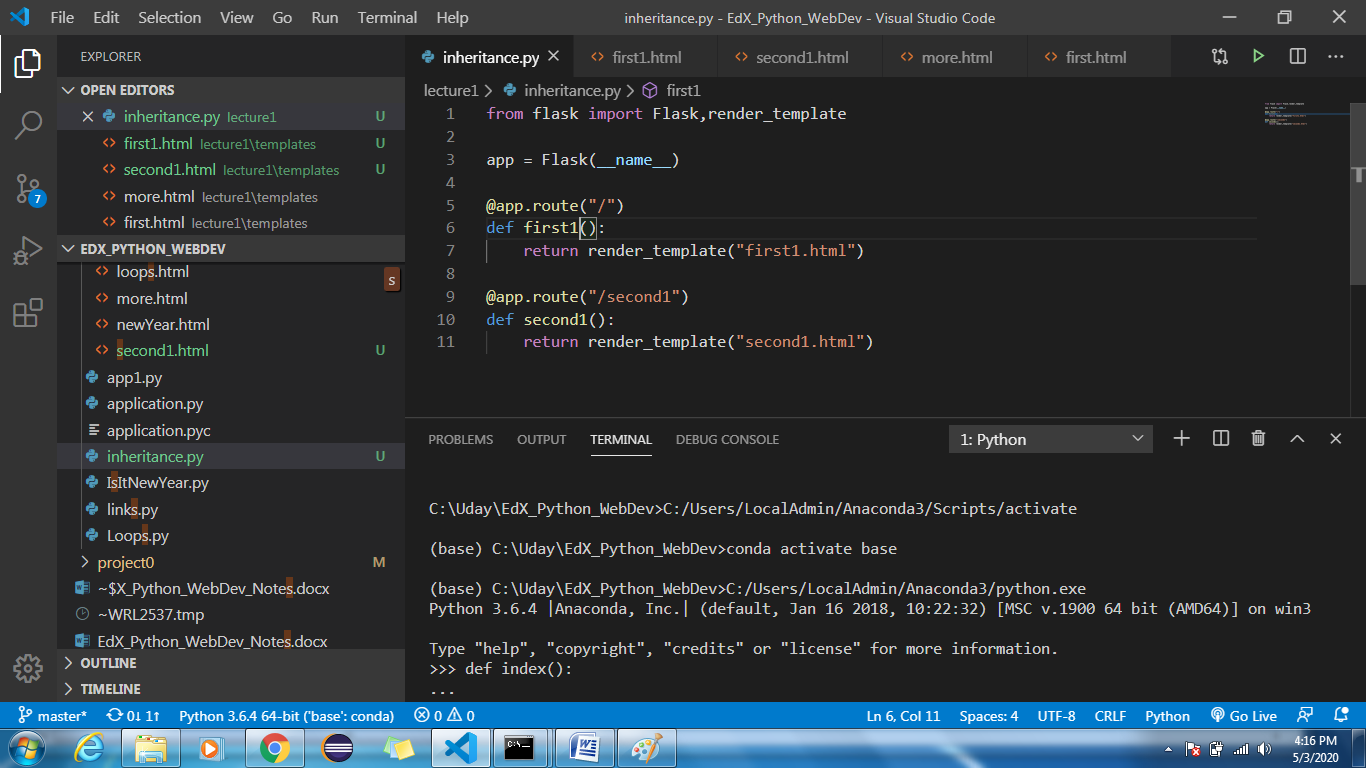 File Edit Selection View Go Run Terminal Help inheritance.py - EdX_Python_WebDev - Visual Studio Code
EXPLORER
OPEN EDITORS
inheritance.py lecture1 U
first1.html lecture1\templates U
second1.html lecture1\templates U
more.html lecture1\templates
first.html lecture1\templates
EDX_PYTHON_WEBDEV
loops.html
s
more.html
newYear.html
second1.html U
app1.py
application.py
application.pyc
inheritance.py U
IsItNewYear.py
links.py
Loops.py
project0 M
~$X_Python_WebDev_Notes.docx
~WRL2537.tmp
EdX_Python_WebDev_Notes.docx
OUTLINE
TIMELINE
7
inheritance.py first1.html second1.html more.html first.html
lecture1 > inheritance.py > first1
1 from flask import Flask,render_template
2
3 app = Flask(__name__)
4
5 @app.route("/")
6 def first1():
7 return render_template("first1.html")
8
9 @app.route("/second1")
10 def second1():
11 return render_template("second1.html")
PROBLEMS OUTPUT TERMINAL DEBUG CONSOLE 1: Python
C:\Uday\EdX_Python_WebDev>C:/Users/LocalAdmin/Anaconda3/Scripts/activate
(base) C:\Uday\EdX_Python_WebDev>conda activate base
(base) C:\Uday\EdX_Python_WebDev>C:/Users/LocalAdmin/Anaconda3/python.exe
Python 3.6.4 |Anaconda, Inc.| (default, Jan 16 2018, 10:22:32) [MSC v.1900 64 bit (AMD64)] on win3
Type "help", "copyright", "credits" or "license" for more information.
>>> def index():
...
master* 0↓ 1↑ Python 3.6.4 64-bit ('base': conda) 0 0 Ln 6, Col 11 Spaces: 4 UTF-8 CRLF Python Go Live
4:16 PM
5/3/2020